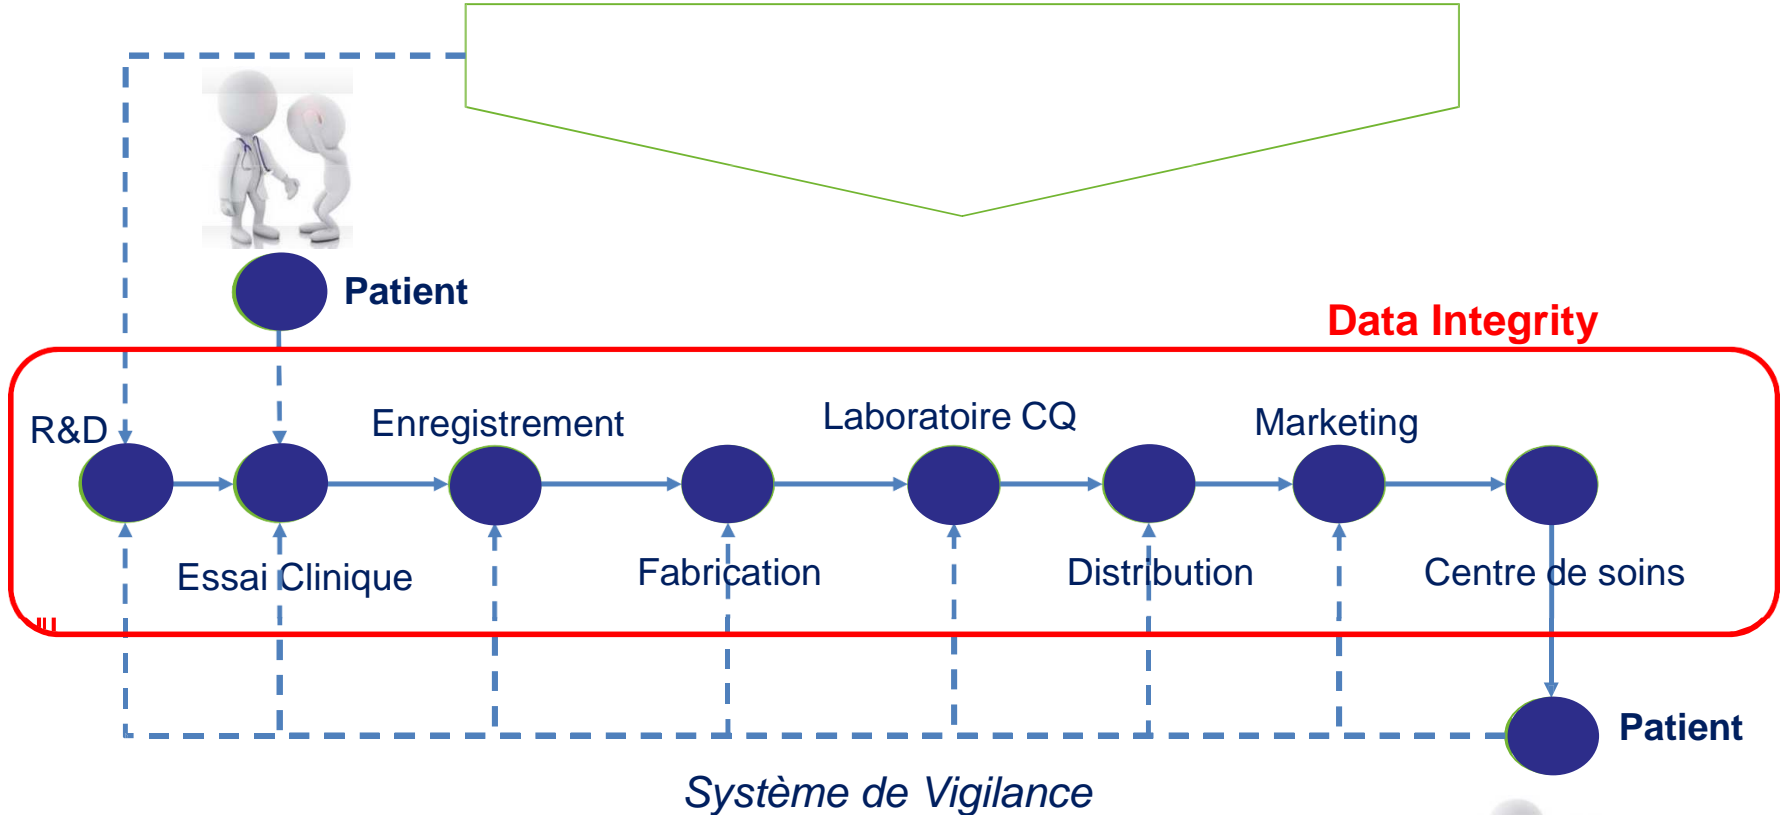 Patient
Data Integrity
R&D
Enregistrement
Laboratoire CQ
Marketing
Essai Clinique
Fabrication
Distribution
Centre de soins
Patient
Système de Vigilance